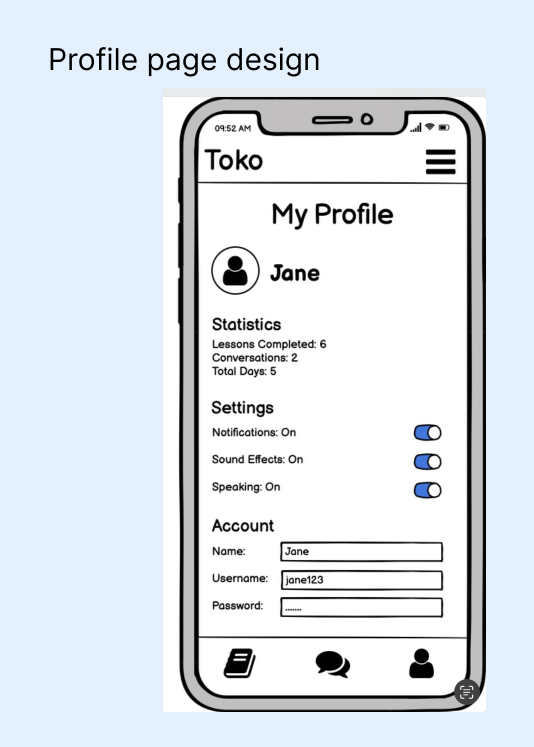 Profile page design
09:52 AM
Toko
My Profile
Jane
Statistics
Lessons Completed: 6
Conversations: 2
Total Days: 5
Settings
Notifications: On
Sound Effects: On
Speaking: On
Account
Name: Jane
Username: jane123
Password: .......